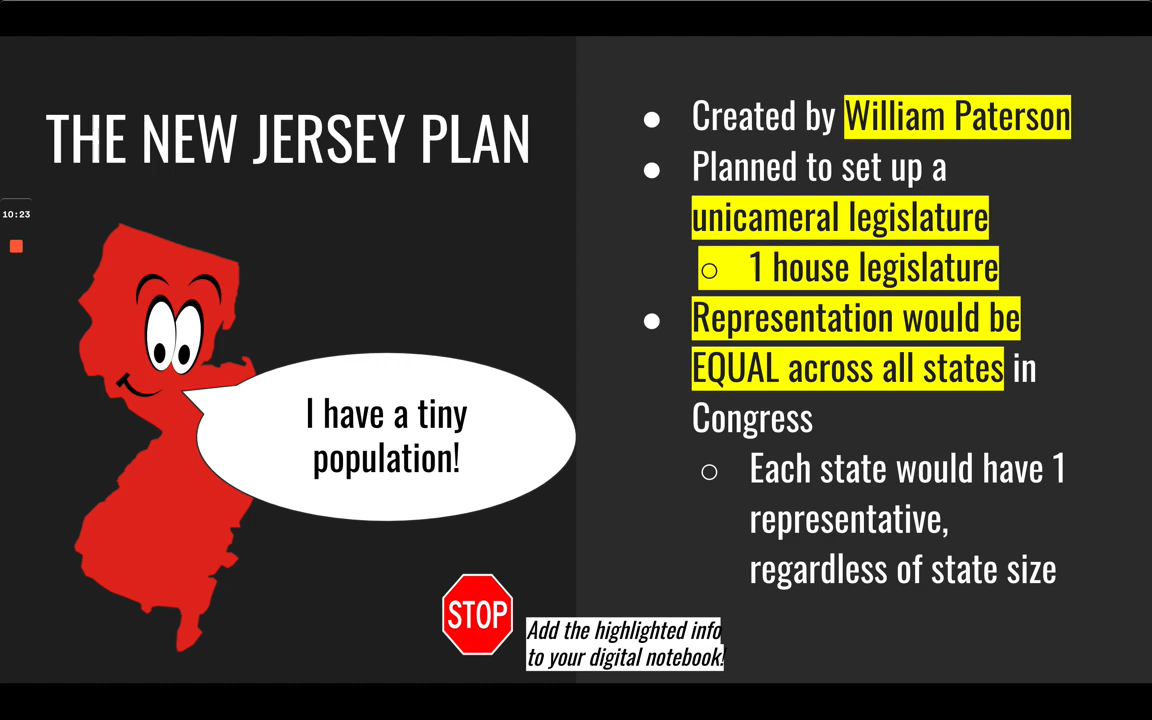 THE NEW JERSEY PLAN
10:23
I have a tiny
population!
STOP
Add the highlighted info
to your digital notebook!
● Created by William Paterson
● Planned to set up a
unicameral legislature
○ 1 house legislature
● Representation would be
EQUAL across all states in
Congress
○ Each state would have 1
representative,
regardless of state size